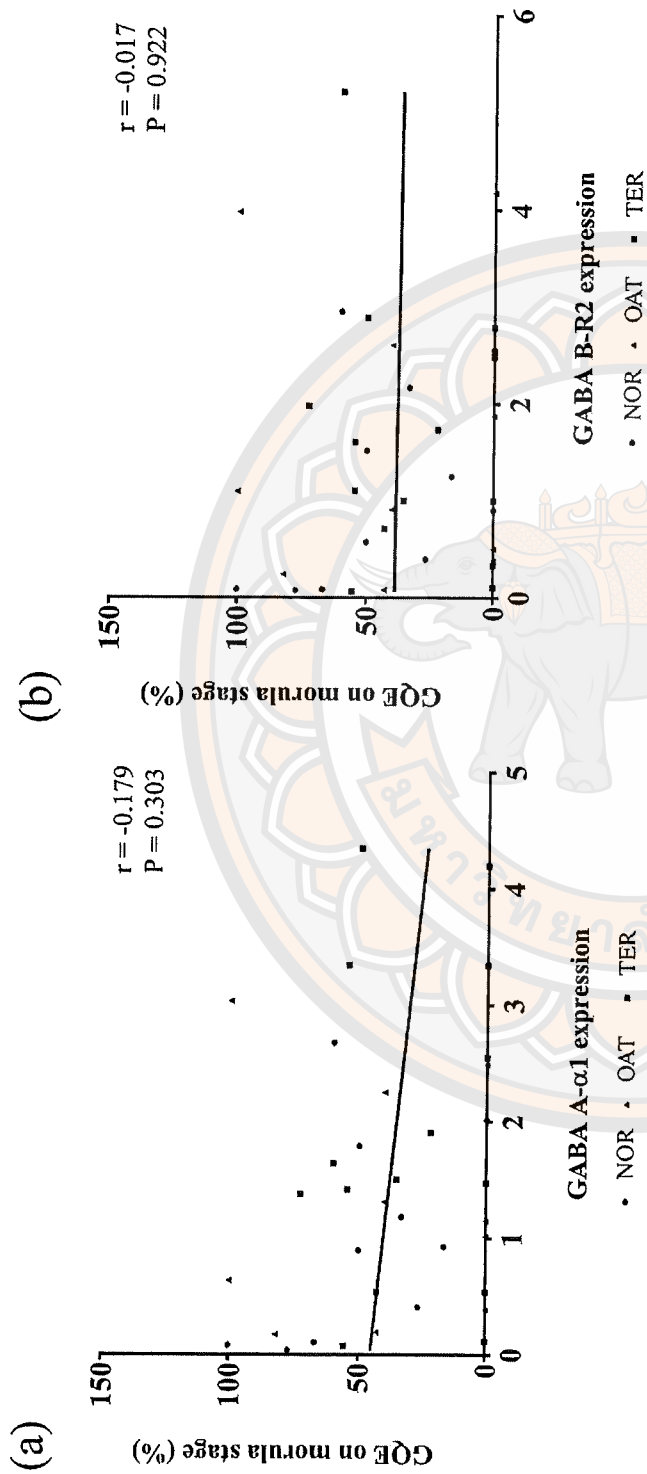 (a)
r = -0.179
P = 0.303
GQE on morula stage (%)
150
100
50
0
0 1 2 3 4 5
GABA A-α1 expression
• NOR ▲ OAT ■ TER
(b)
r = -0.017
P = 0.922
GQE on morula stage (%)
150
100
50
0
0 2 4 6
GABA B-R2 expression
• NOR ▲ OAT ■ TER